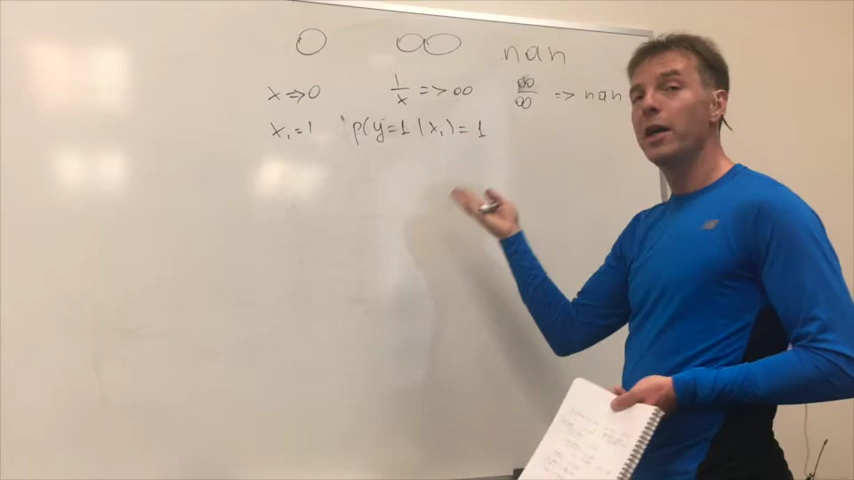 0 ∞ nan
x => 0 1/x => ∞ ∞/∞ => nan
x₁ = 1 p(y=1|x₁) = 1